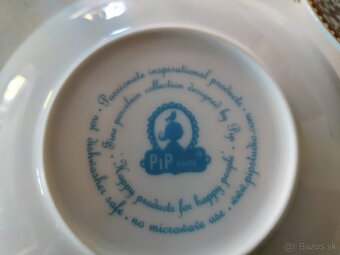 Passionate inspirational products.
Fine porcelain collection designed by Pip
PiP
studio
'Happy products for happy people'
dishwasher safe. no microwave use. www.pipstudio.com
© Bazos.sk